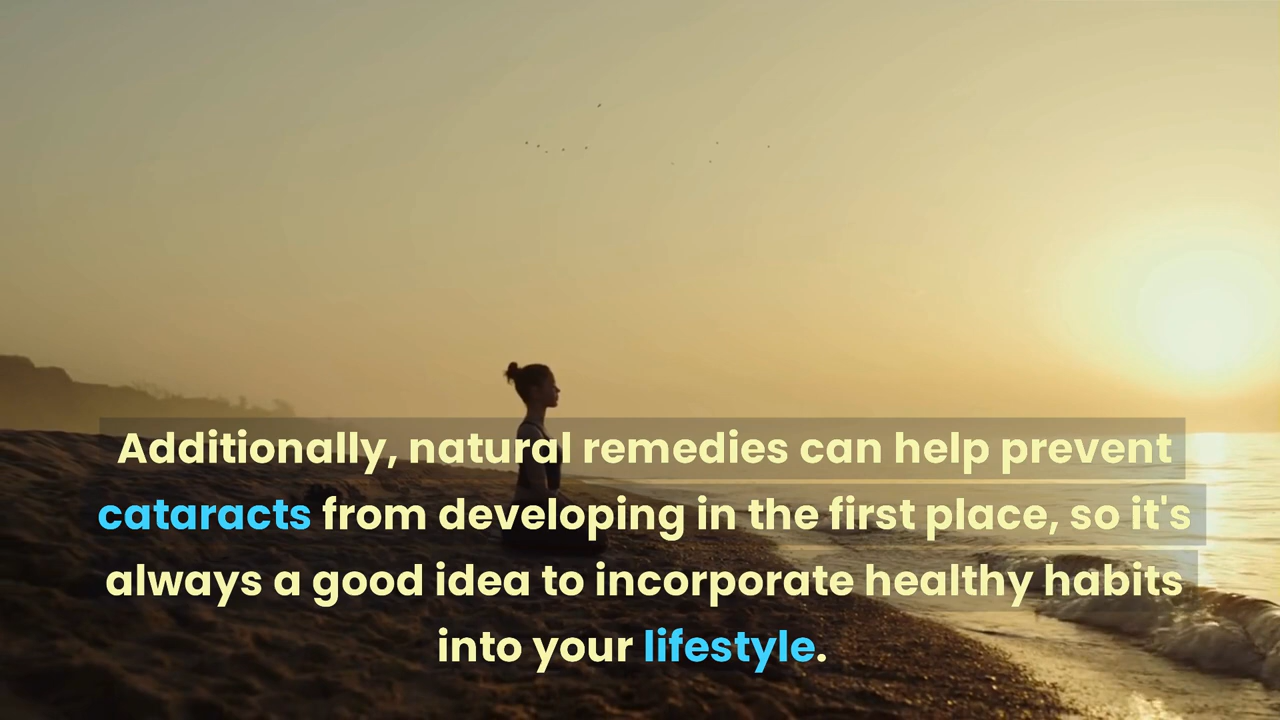 Additionally, natural remedies can help prevent
cataracts from developing in the first place, so it's
always a good idea to incorporate healthy habits
into your lifestyle.